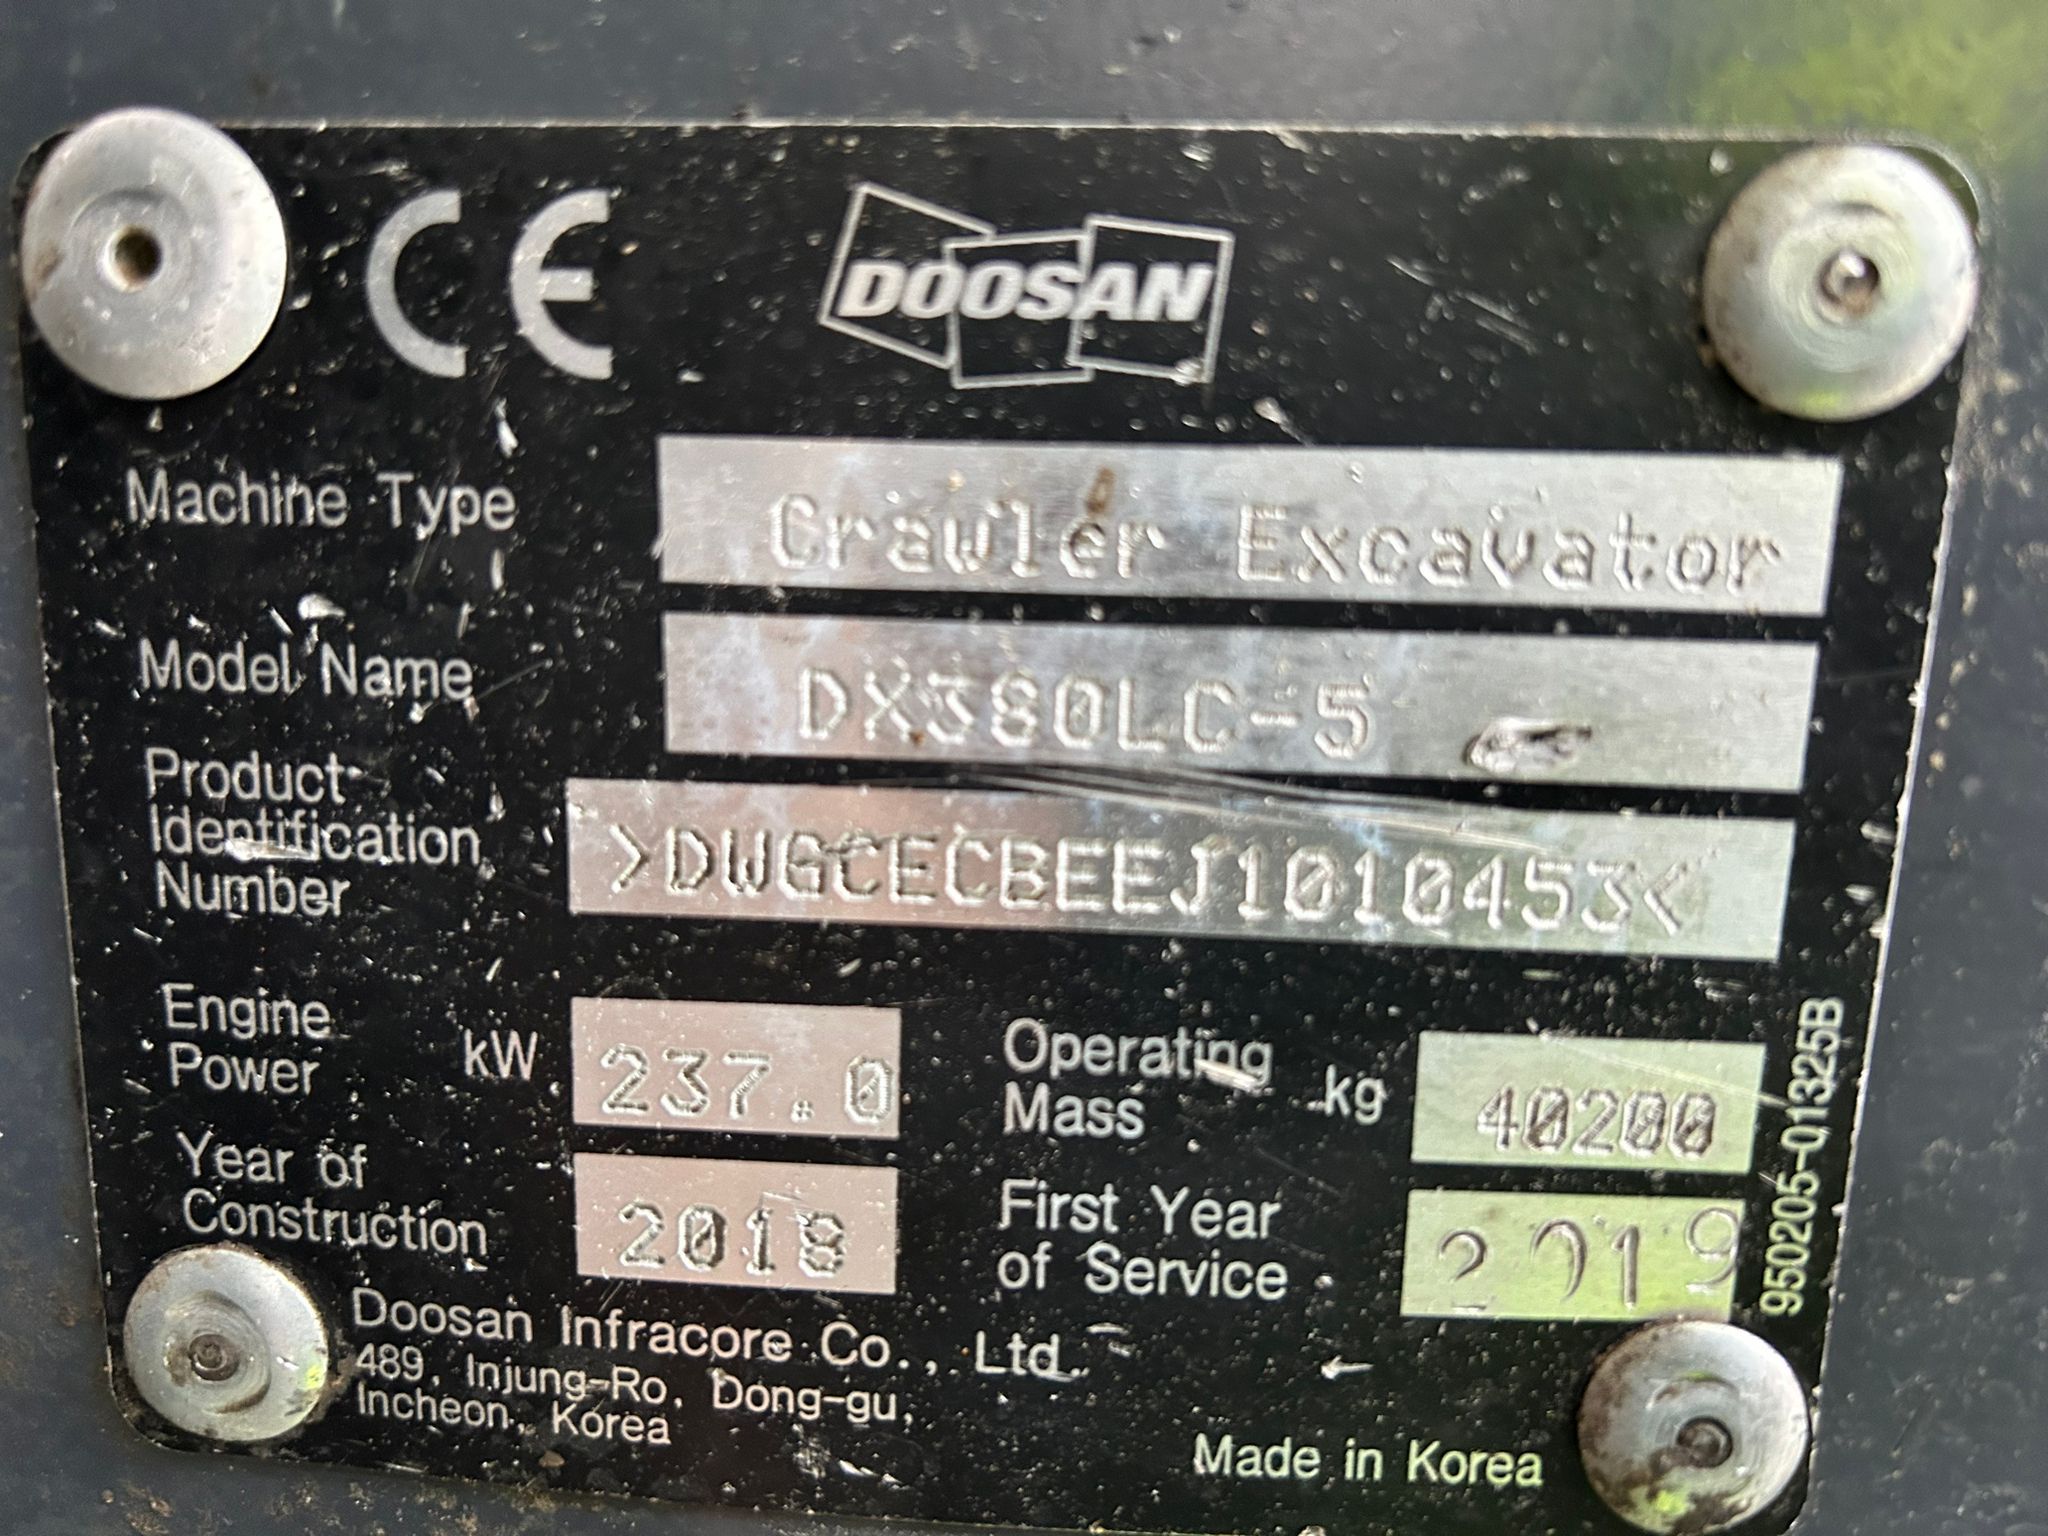 CE DOOSAN
Machine Type Crawler Excavator
Model Name DX380LC-5
Product
Identification
Number >DWGCECBEEJ1010453<
Engine
Power kW 237.0
Operating
Mass kg 40200
Year of
Construction 2018
First Year
of Service 2019
Doosan Infracore Co., Ltd.
489, Injung-Ro, Dong-gu,
Incheon, Korea
Made in Korea
950205-01325B